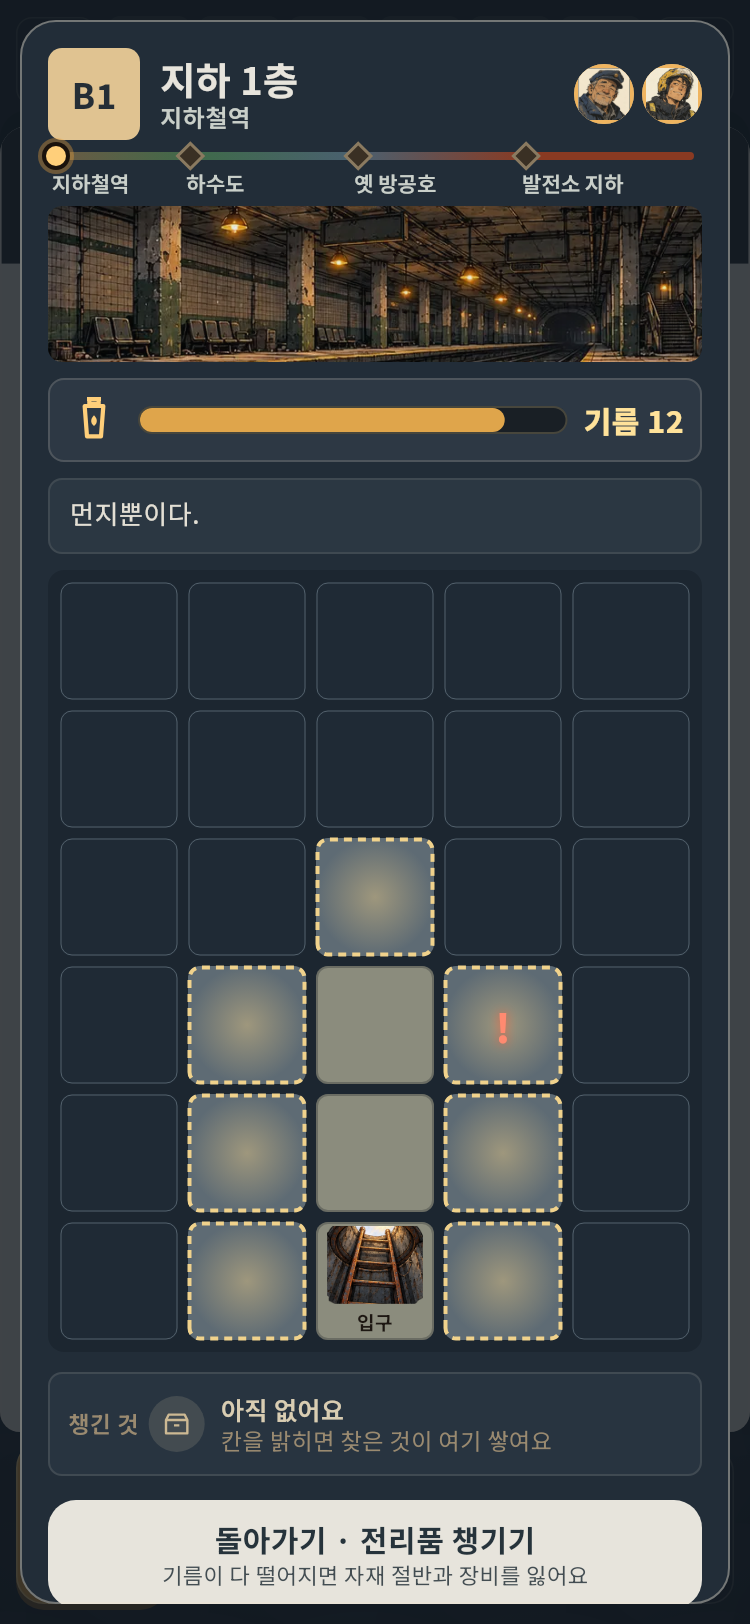 B1
지하 1층
지하철역
지하철역
하수도
옛 방공호
발전소 지하
기름 12
먼지뿐이다.
!
입구
챙긴 것
아직 없어요
칸을 밝히면 찾은 것이 여기 쌓여요
돌아가기 · 전리품 챙기기
기름이 다 떨어지면 자재 절반과 장비를 잃어요